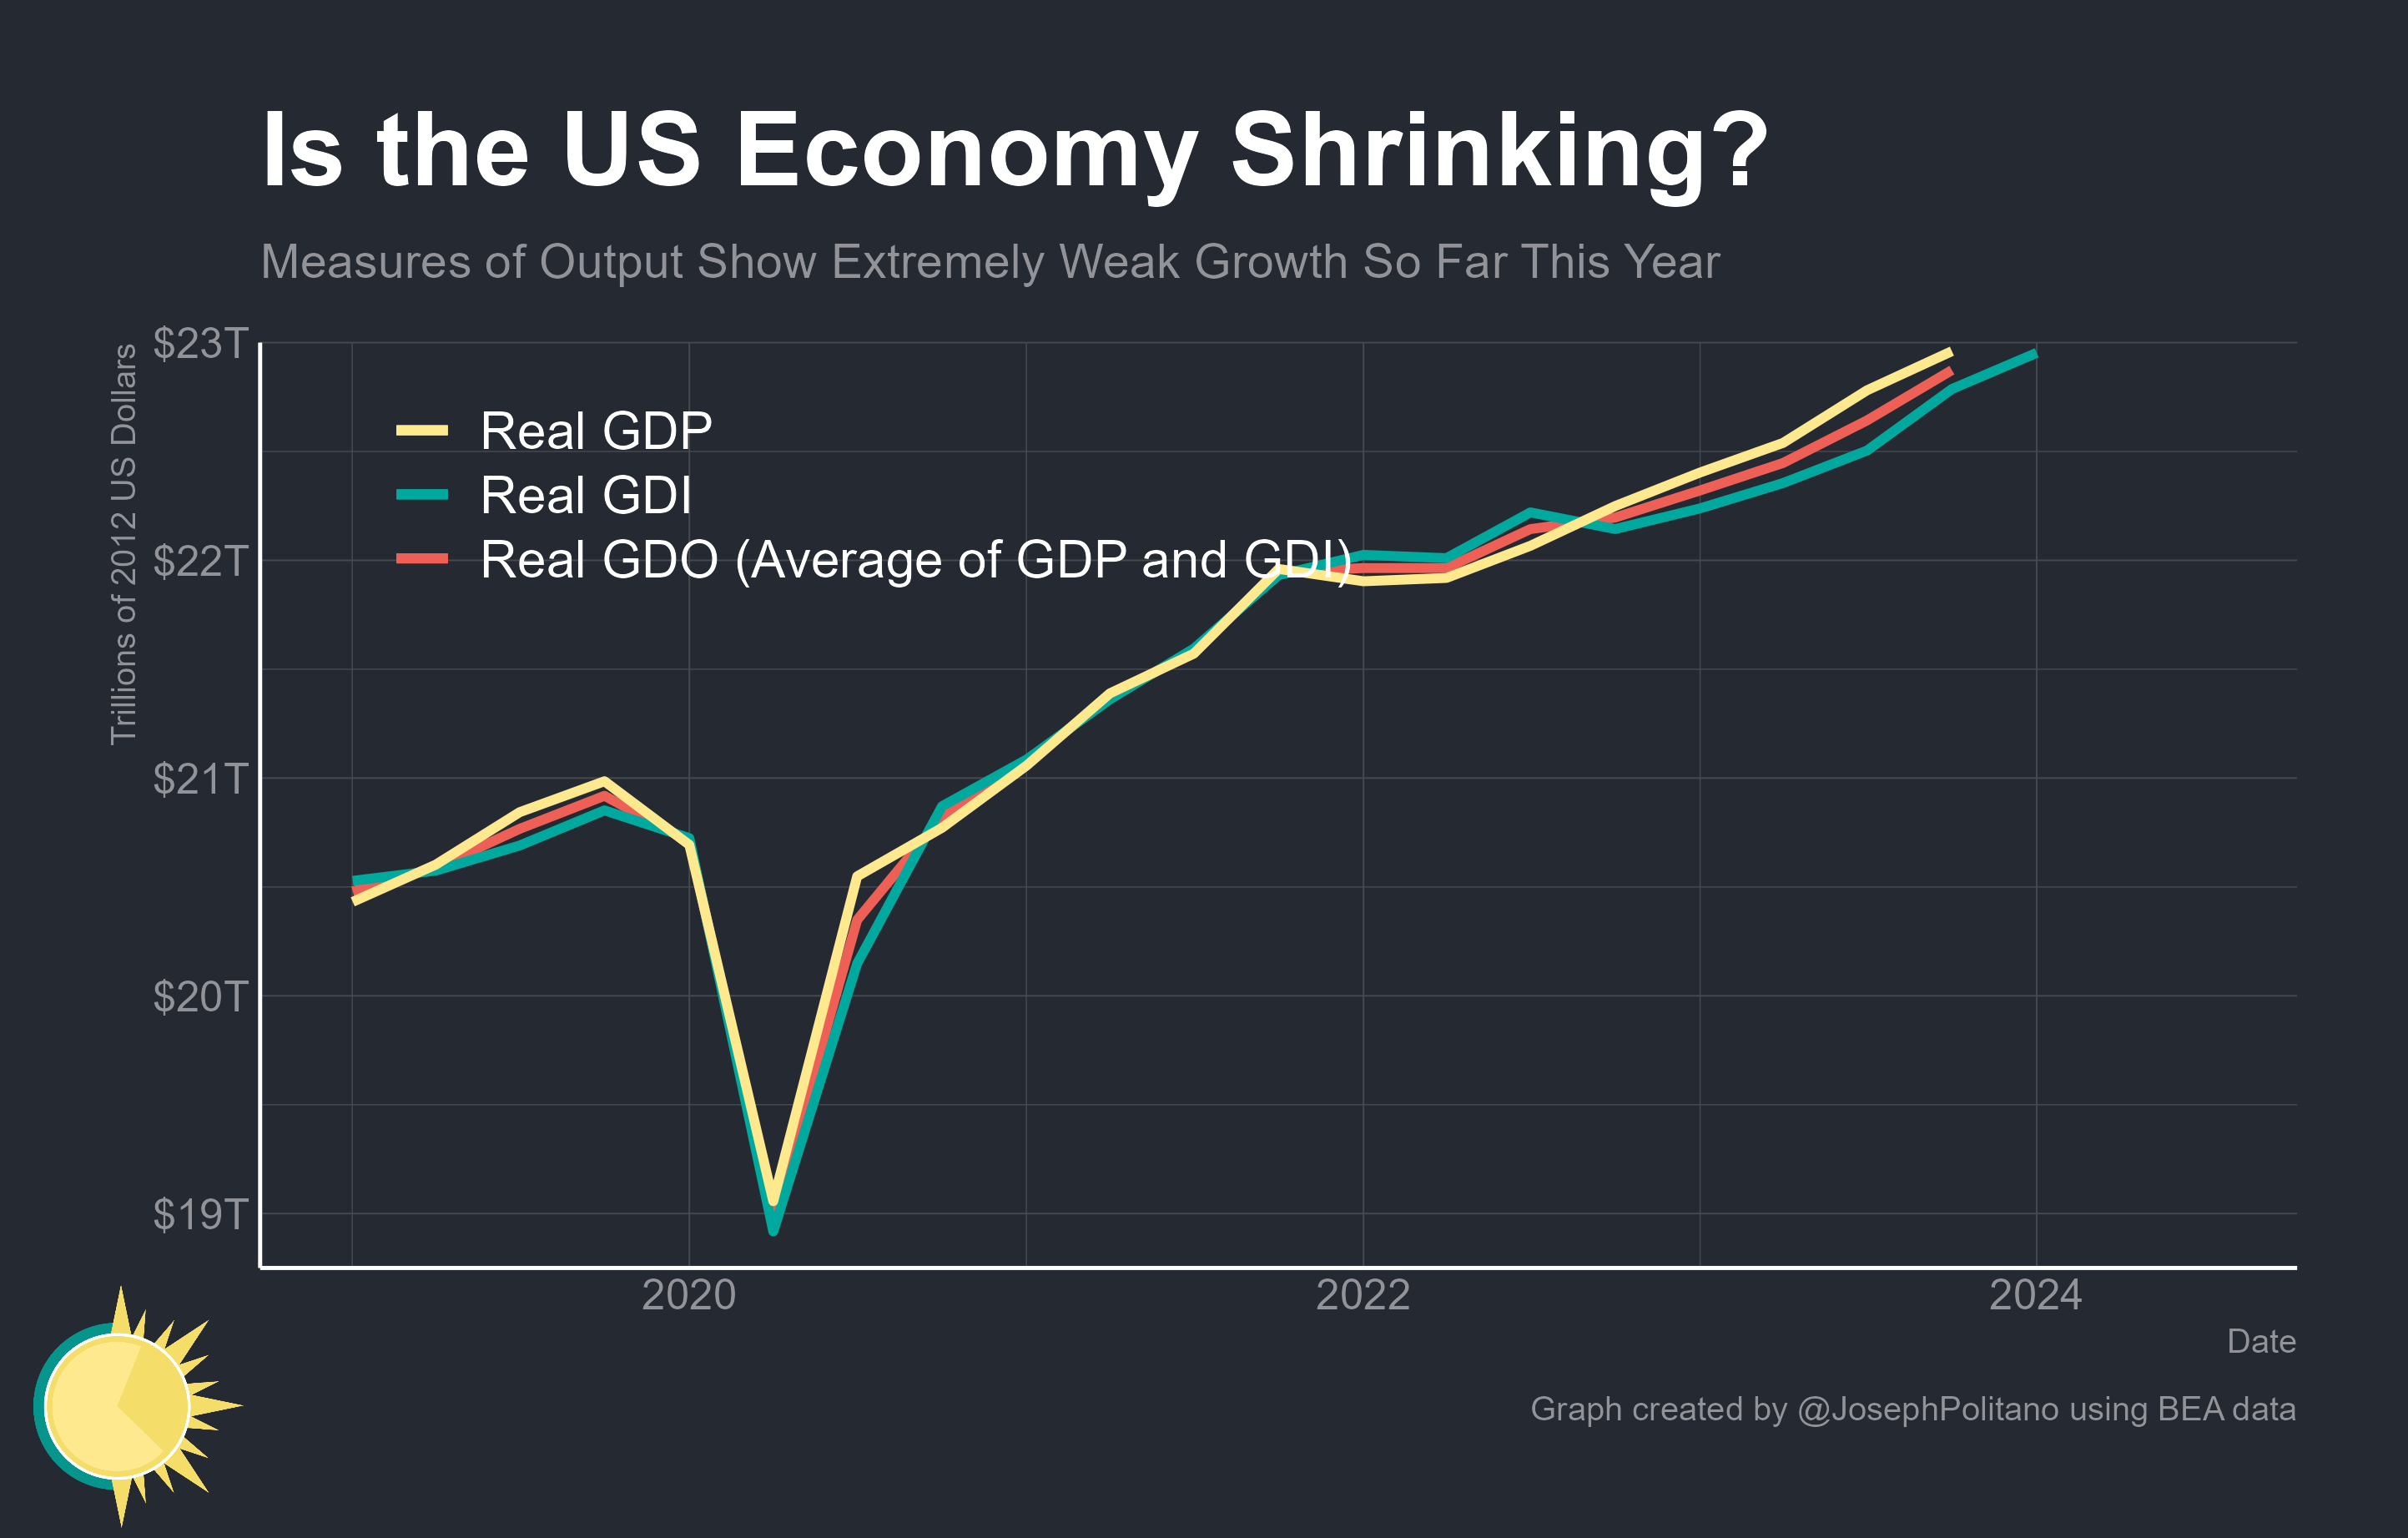 Is the US Economy Shrinking?
Measures of Output Show Extremely Weak Growth So Far This Year
Trillions of 2012 US Dollars
$23T
$22T
$21T
$20T
$19T
Real GDP
Real GDI
Real GDO (Average of GDP and GDI)
2020
2022
2024
Date
Graph created by @JosephPolitano using BEA data